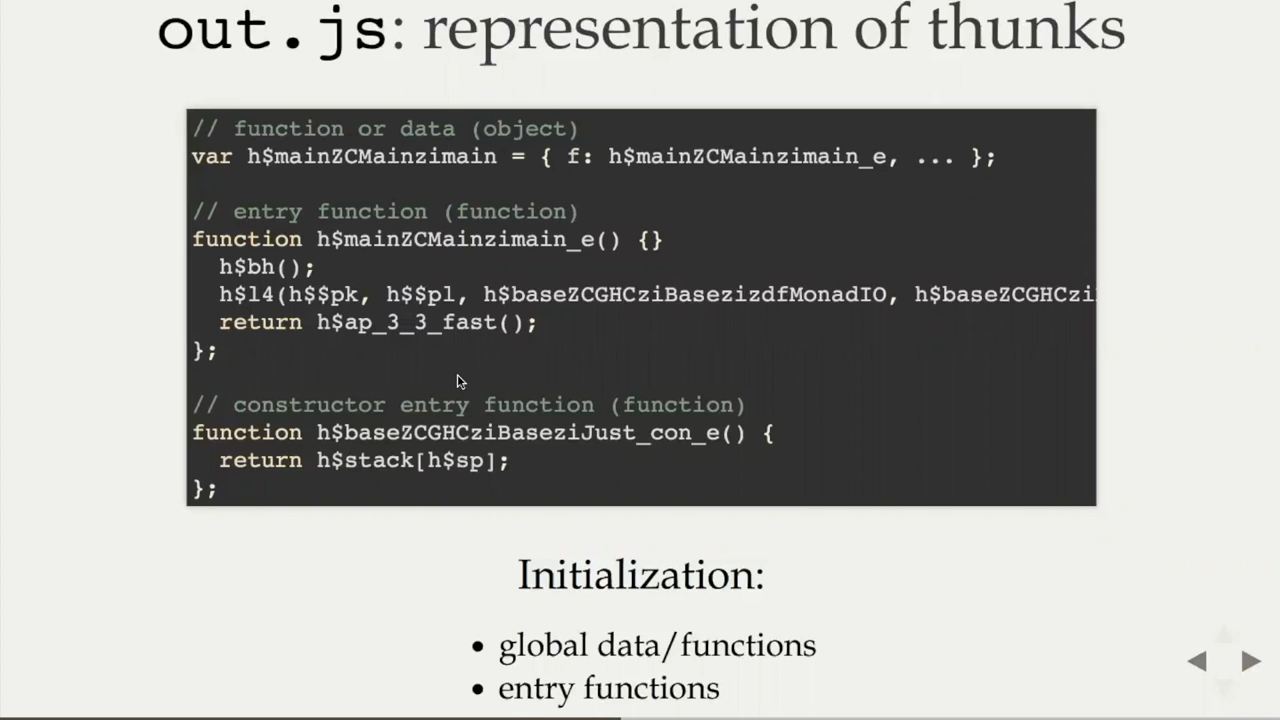 out.js: representation of thunks
// function or data (object)
var h$mainZCMainzimain = { f: h$mainZCMainzimain_e, ... };
// entry function (function)
function h$mainZCMainzimain_e() {}
  h$bh();
  h$l4(h$$pk, h$$pl, h$baseZCGHCziBasezizdfMonadIO, h$baseZCGHCzi
  return h$ap_3_3_fast();
};
// constructor entry function (function)
function h$baseZCGHCziBaseziJust_con_e() {
  return h$stack[h$sp];
};
Initialization:
• global data/functions
• entry functions